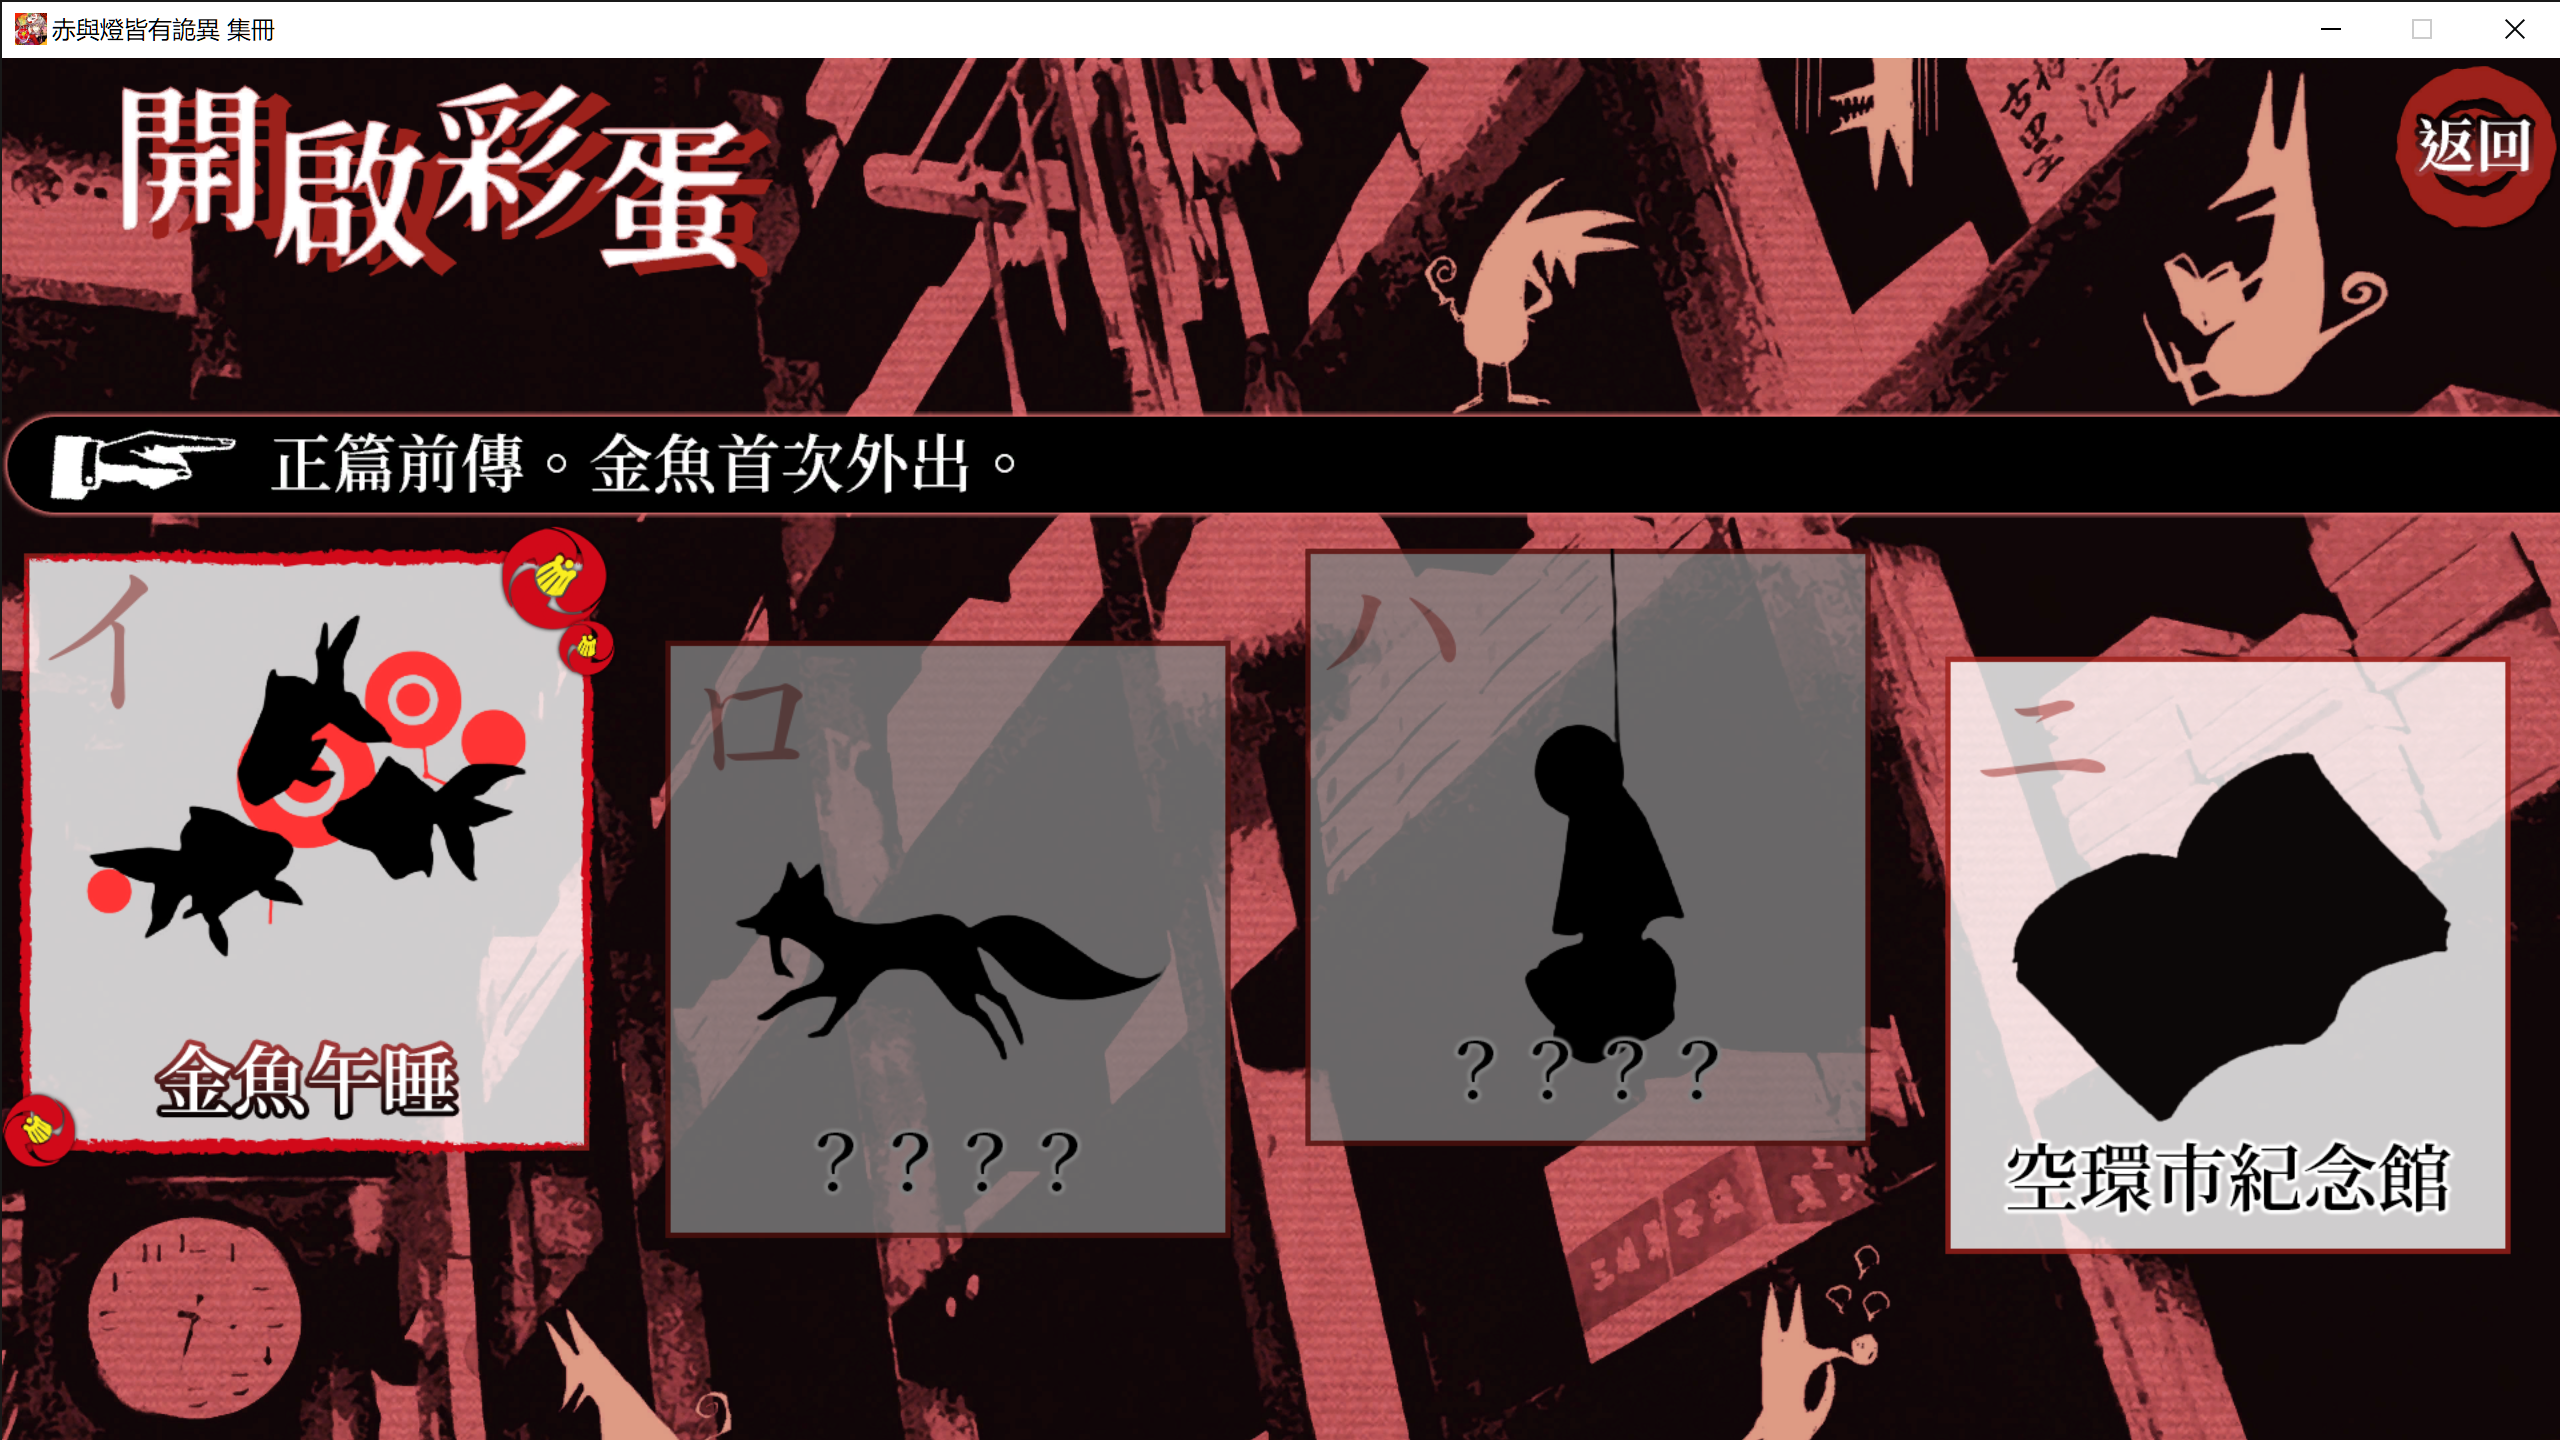 赤與燈皆有詭異 集冊
開啟彩蛋
返回
正篇前傳。金魚首次外出。
イ
金魚午睡
ロ
？？？？
ハ
？？？？
ニ
空環市紀念館